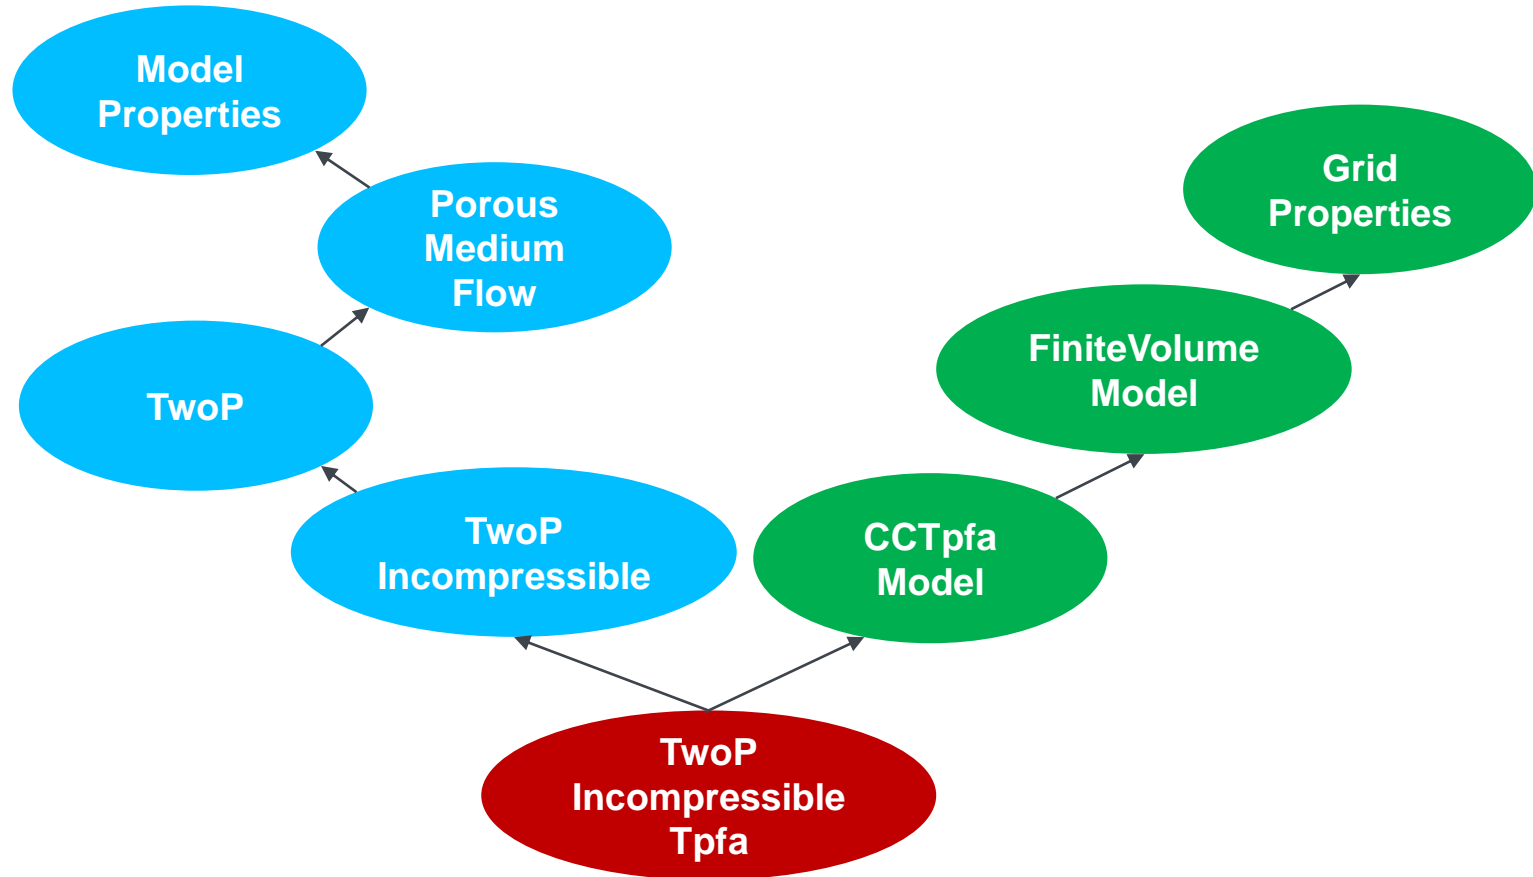 Model
Properties
Porous
Medium
Flow
TwoP
TwoP
Incompressible
Grid
Properties
FiniteVolume
Model
CCTpfa
Model
TwoP
Incompressible
Tpfa